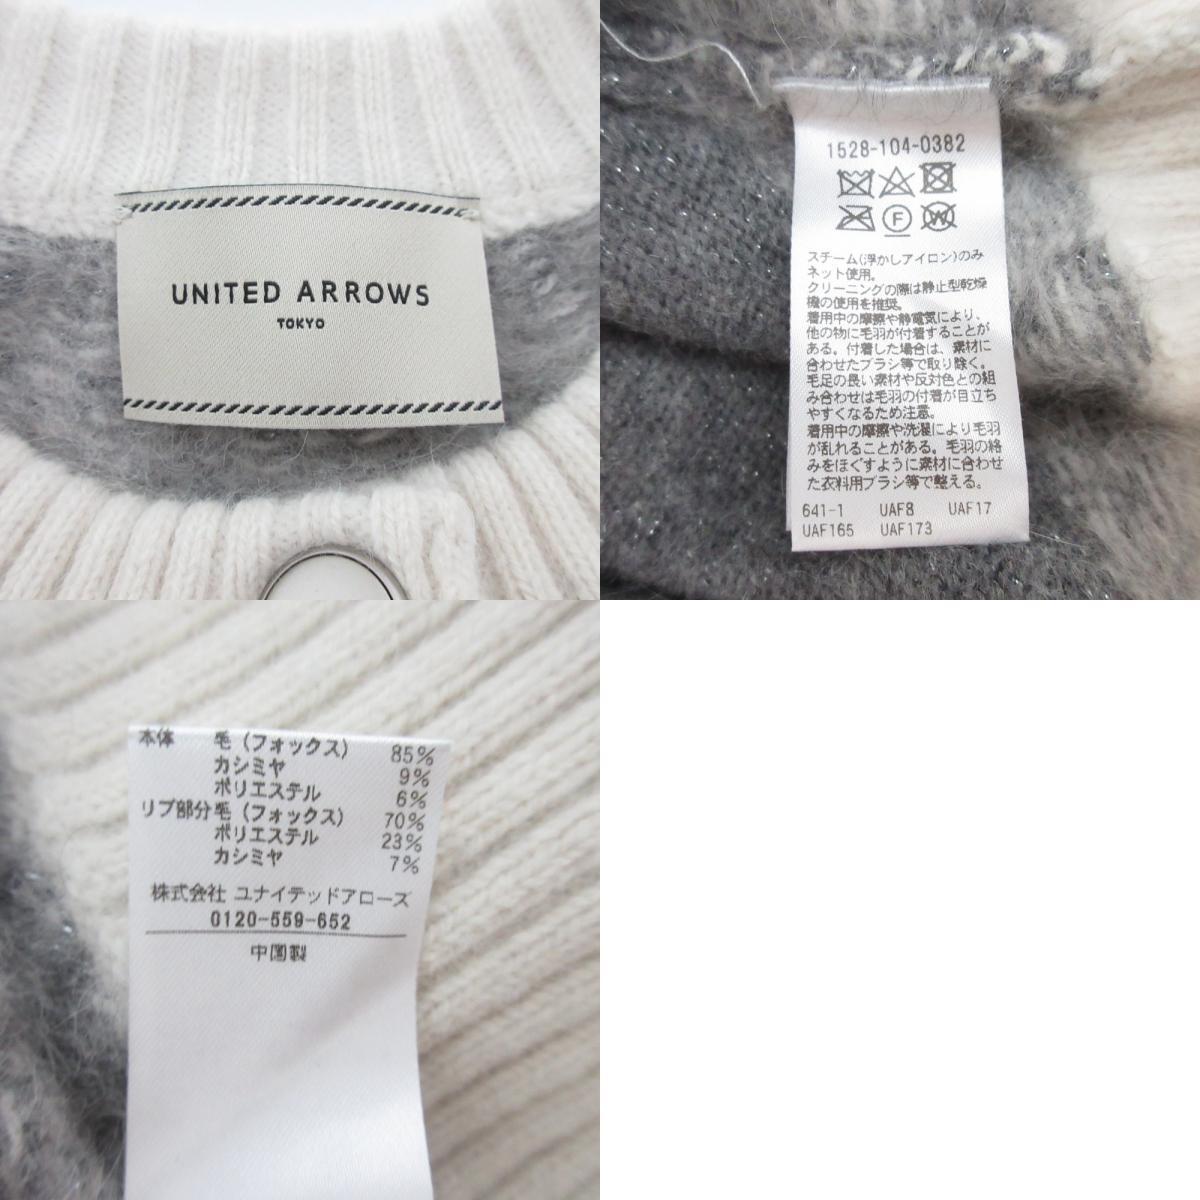 UNITED ARROWS
TOKYO
1528-104-0382
F
W
スチーム(浮かしアイロン)のみ
ネット使用。
クリーニングの際は静止型乾燥
機の使用を推奨。
着用中の摩擦や静電気により、
他の物に毛羽が付着することが
ある。付着した場合は、素材に
合わせたブラシ等で取り除く。
毛足の長い素材や反対色との組
み合わせは毛羽の付着が目立ち
やすくなるため注意。
着用中の摩擦や洗濯により毛羽
が乱れることがある。毛羽の絡
みをほぐすように素材に合わせ
た衣料用ブラシ等で整える。
641-1 UAF8 UAF17
UAF165 UAF173
本体 毛(フォックス) 85%
カシミヤ 9%
ポリエステル 6%
リブ部分 毛(フォックス) 70%
ポリエステル 23%
カシミヤ 7%
株式会社 ユナイテッドアローズ
0120-559-652
中国製